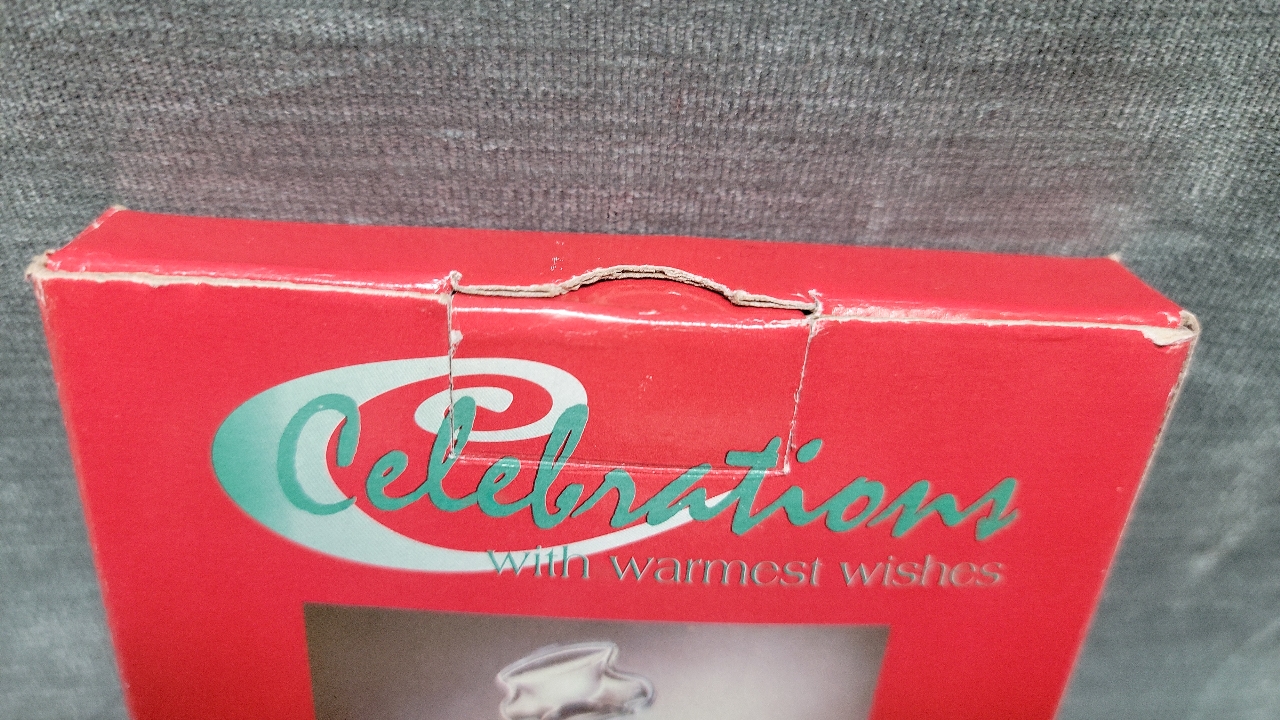 Celebrations
with warmest wishes